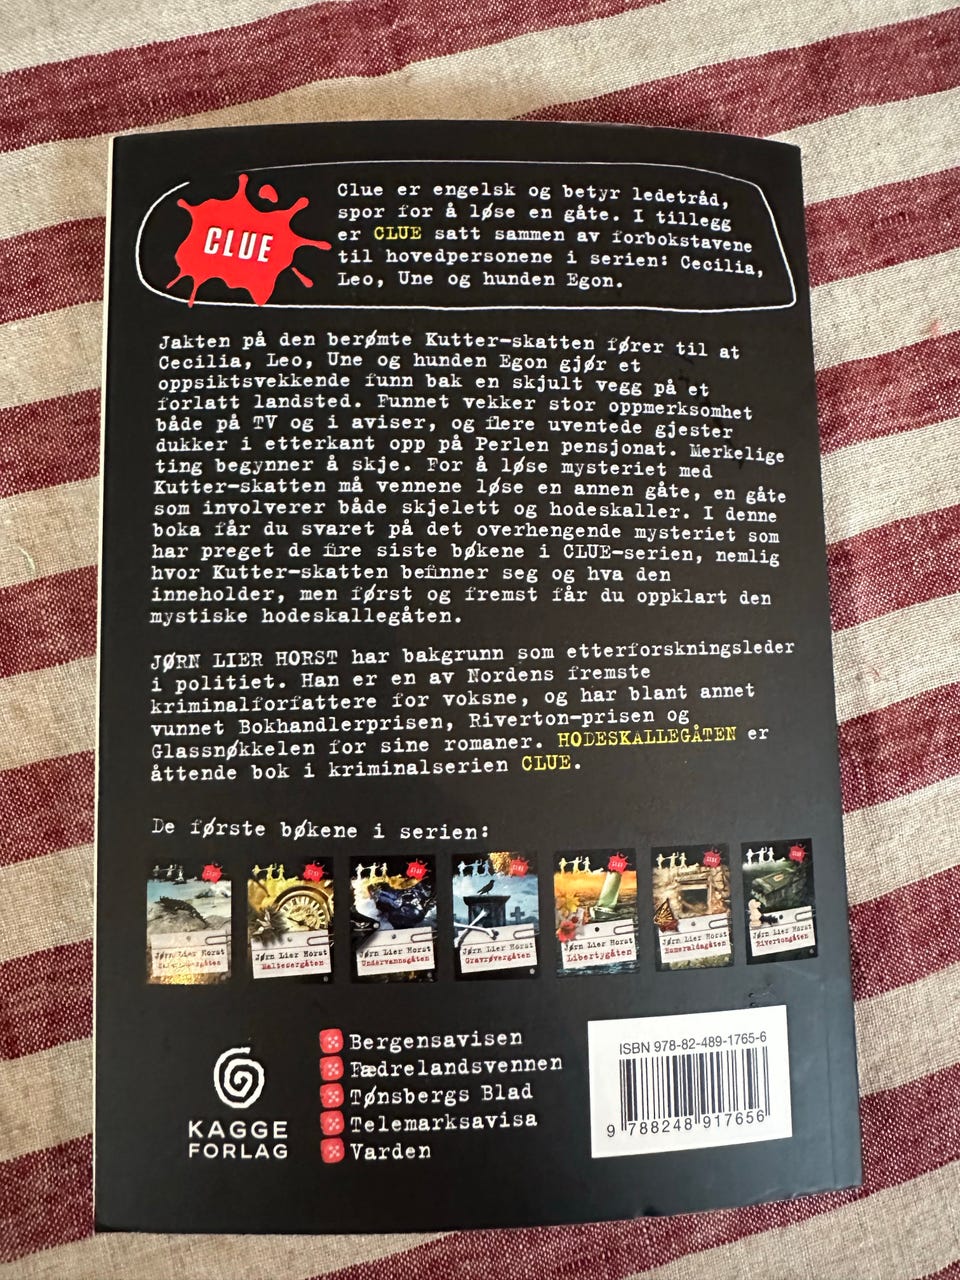 CLUE
Clue er engelsk og betyr ledetråd,
spor for å løse en gåte. I tillegg
er CLUE satt sammen av forbokstavene
til hovedpersonene i serien: Cecilia,
Leo, Une og hunden Egon.
Jakten på den berømte Kutter-skatten fører til at
Cecilia, Leo, Une og hunden Egon gjør et
oppsiktsvekkende funn bak en skjult vegg på et
forlatt landsted. Funnet vekker stor oppmerksomhet
både på TV og i aviser, og flere uventede gjester
dukker i etterkant opp på Perlen pensjonat. Merkelige
ting begynner å skje. For å løse mysteriet med
Kutter-skatten må vennene løse en annen gåte, en gåte
som involverer både skjelett og hodeskaller. I denne
boka får du svaret på det overhengende mysteriet som
har preget de fire siste bøkene i CLUE-serien, nemlig
hvor Kutter-skatten befinner seg og hva den
inneholder, men først og fremst får du oppklart den
mystiske hodeskallegåten.
JØRN LIER HORST har bakgrunn som etterforskningsleder
i politiet. Han er en av Nordens fremste
kriminalforfattere for voksne, og har blant annet
vunnet Bokhandlerprisen, Riverton-prisen og
Glassnøkkelen for sine romaner. HODESKALLEGÅTEN er
åttende bok i kriminalserien CLUE.
De første bøkene i serien:
CLUE
Jørn Lier Horst
CLUE
Jørn Lier Horst
Maltesergåten
CLUE
Jørn Lier Horst
Undervannsgåten
CLUE
Jørn Lier Horst
Gravrøvergåten
CLUE
Jørn Lier Horst
Libertygåten
CLUE
Jørn Lier Horst
Esmeraldagåten
CLUE
Jørn Lier Horst
Rivertongåten
KAGGE
FORLAG
Bergensavisen
Fædrelandsvennen
Tønsbergs Blad
Telemarksavisa
Varden
ISBN 978-82-489-1765-6
9 788248 917656